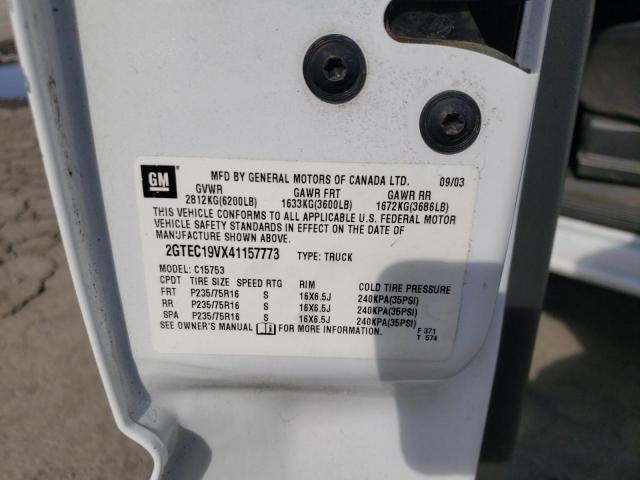 GM
MFD BY GENERAL MOTORS OF CANADA LTD. 09/03
GVWR GAWR FRT GAWR RR
2812KG(6200LB) 1633KG(3600LB) 1672KG(3686LB)
THIS VEHICLE CONFORMS TO ALL APPLICABLE U.S. FEDERAL MOTOR
VEHICLE SAFETY STANDARDS IN EFFECT ON THE DATE OF
MANUFACTURE SHOWN ABOVE.
2GTEC19VX41157773 TYPE: TRUCK
MODEL: C15753
CPDT TIRE SIZE SPEED RTG RIM COLD TIRE PRESSURE
FRT P235/75R16 S 16X6.5J 240KPA(35PSI)
RR P235/75R16 S 16X6.5J 240KPA(35PSI)
SPA P235/75R16 S 16X6.5J 240KPA(35PSI)
SEE OWNER'S MANUAL FOR MORE INFORMATION. F 371
T 574